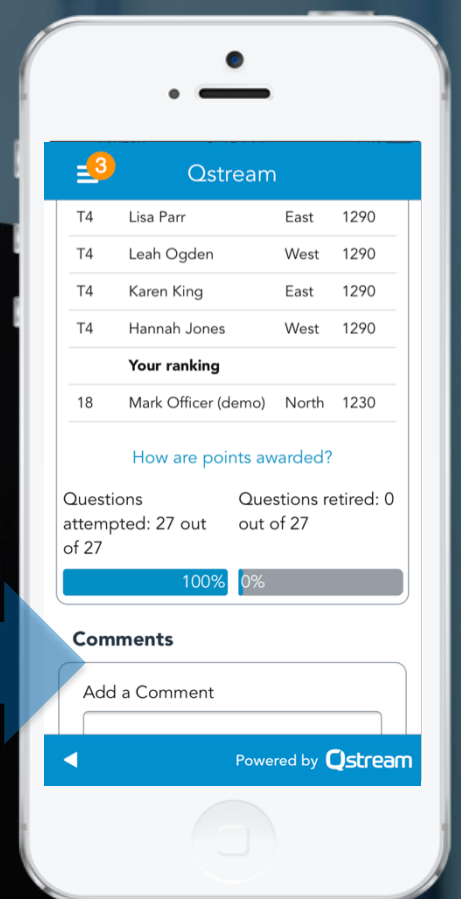 3
Qstream
T4 Lisa Parr East 1290
T4 Leah Ogden West 1290
T4 Karen King East 1290
T4 Hannah Jones West 1290
Your ranking
18 Mark Officer (demo) North 1230
How are points awarded?
Questions
attempted: 27 out
of 27
Questions retired: 0
out of 27
100% 0%
Comments
Add a Comment
Powered by Qstream